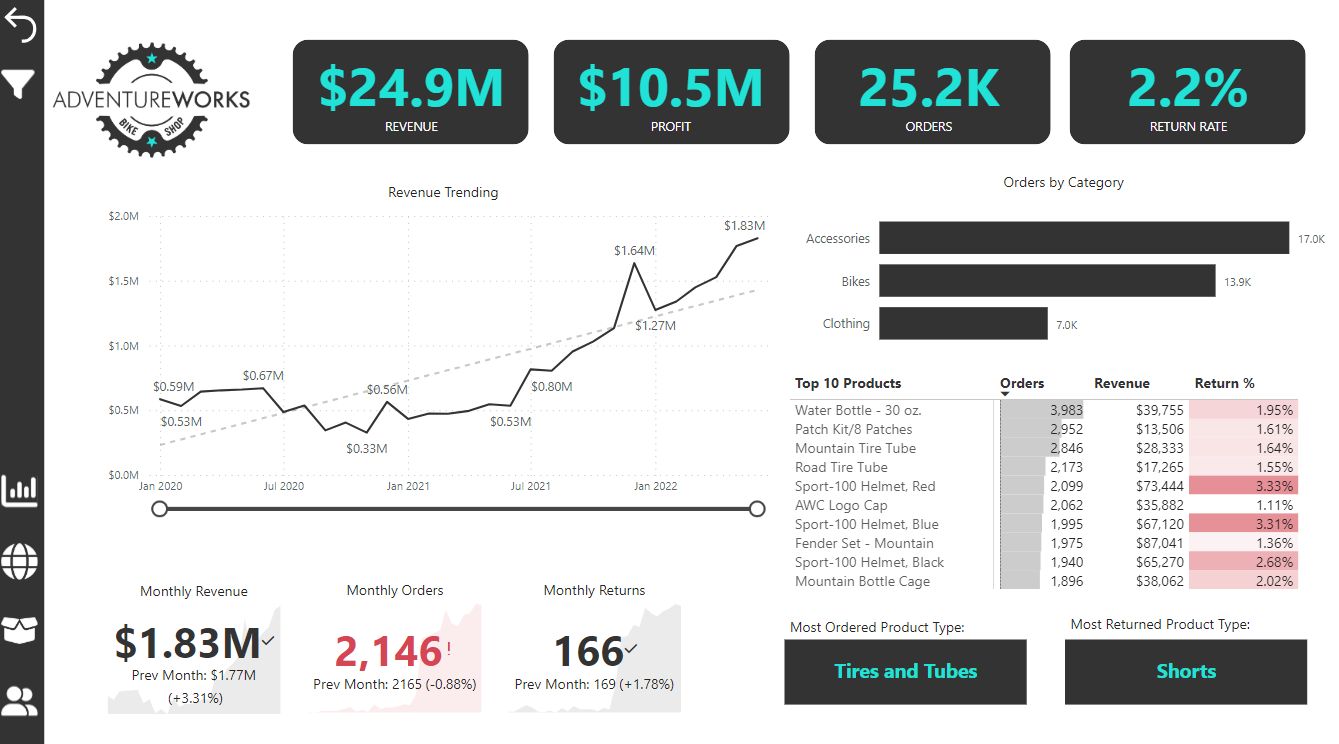 ADVENTUREWORKS
BIKE SHOP
$24.9M
REVENUE
$10.5M
PROFIT
25.2K
ORDERS
2.2%
RETURN RATE
Revenue Trending
$2.0M
$1.5M
$1.0M
$0.5M
$0.0M
$0.59M
$0.53M
$0.67M
$0.33M
$0.56M
$0.53M
$0.80M
$1.64M
$1.27M
$1.83M
Jan 2020
Jul 2020
Jan 2021
Jul 2021
Jan 2022
Orders by Category
Accessories 17.0K
Bikes 13.9K
Clothing 7.0K
Top 10 Products Orders Revenue Return %
Water Bottle - 30 oz. 3,983 $39,755 1.95%
Patch Kit/8 Patches 2,952 $13,506 1.61%
Mountain Tire Tube 2,846 $28,333 1.64%
Road Tire Tube 2,173 $17,265 1.55%
Sport-100 Helmet, Red 2,099 $73,444 3.33%
AWC Logo Cap 2,062 $35,882 1.11%
Sport-100 Helmet, Blue 1,995 $67,120 3.31%
Fender Set - Mountain 1,975 $87,041 1.36%
Sport-100 Helmet, Black 1,940 $65,270 2.68%
Mountain Bottle Cage 1,896 $38,062 2.02%
Monthly Revenue
$1.83M
Prev Month: $1.77M
(+3.31%)
Monthly Orders
2,146!
Prev Month: 2165 (-0.88%)
Monthly Returns
166
Prev Month: 169 (+1.78%)
Most Ordered Product Type:
Tires and Tubes
Most Returned Product Type:
Shorts